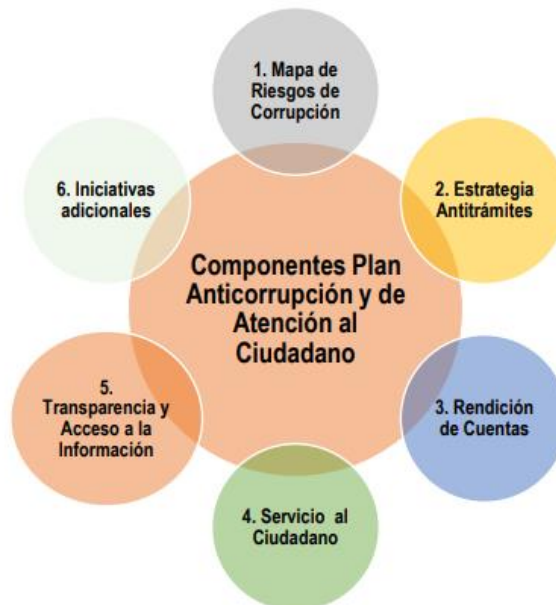 1. Mapa de
Riesgos de
Corrupción
2. Estrategia
Antitrámites
3. Rendición
de Cuentas
4. Servicio al
Ciudadano
5.
Transparencia y
Acceso a la
Información
6. Iniciativas
adicionales
Componentes Plan
Anticorrupción y de
Atención al
Ciudadano